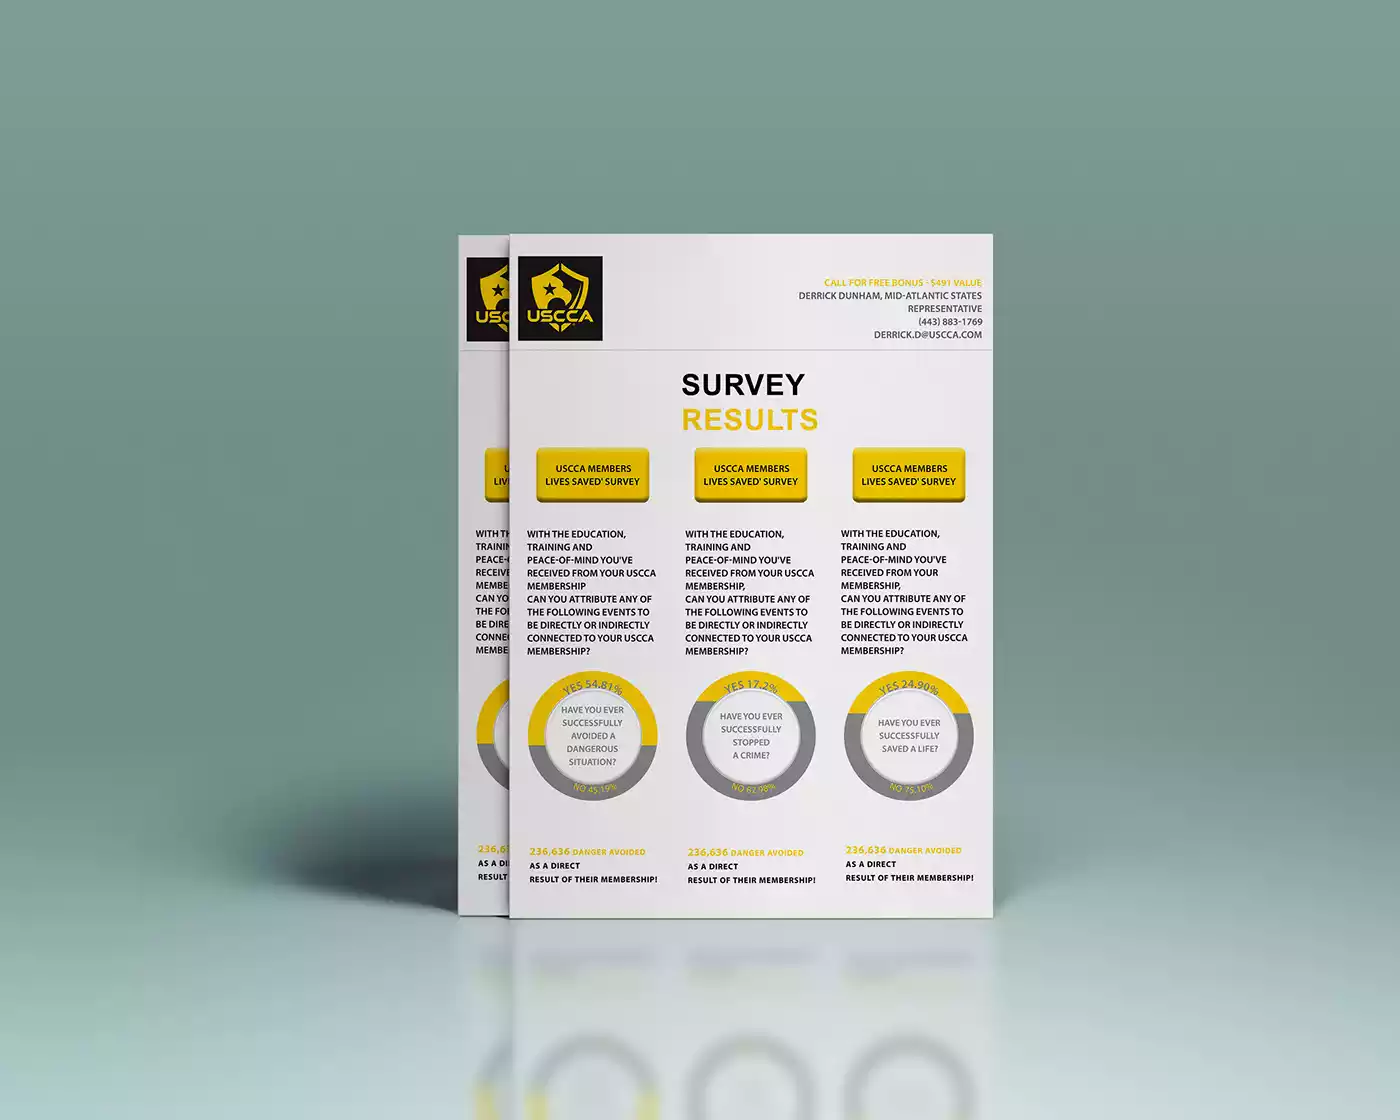 USCCA
CALL FOR FREE BONUS - $491 VALUE
DERRICK DUNHAM, MID-ATLANTIC STATES
REPRESENTATIVE
(443) 883-1769
DERRICK.D@USCCA.COM
SURVEY
RESULTS
USCCA MEMBERS
LIVES SAVED' SURVEY
WITH THE EDUCATION,
TRAINING AND
PEACE-OF-MIND YOU'VE
RECEIVED FROM YOUR USCCA
MEMBERSHIP
CAN YOU ATTRIBUTE ANY OF
THE FOLLOWING EVENTS TO
BE DIRECTLY OR INDIRECTLY
CONNECTED TO YOUR USCCA
MEMBERSHIP?
YES 54.81%
HAVE YOU EVER
SUCCESSFULLY
AVOIDED A
DANGEROUS
SITUATION?
NO 45.19%
236,636 DANGER AVOIDED
AS A DIRECT
RESULT OF THEIR MEMBERSHIP!
USCCA MEMBERS
LIVES SAVED' SURVEY
WITH THE EDUCATION,
TRAINING AND
PEACE-OF-MIND YOU'VE
RECEIVED FROM YOUR USCCA
MEMBERSHIP,
CAN YOU ATTRIBUTE ANY OF
THE FOLLOWING EVENTS TO
BE DIRECTLY OR INDIRECTLY
CONNECTED TO YOUR USCCA
MEMBERSHIP?
YES 17.2%
HAVE YOU EVER
SUCCESSFULLY
STOPPED
A CRIME?
NO
236,636 DANGER AVOIDED
AS A DIRECT
RESULT OF THEIR MEMBERSHIP!
USCCA MEMBERS
LIVES SAVED' SURVEY
WITH THE EDUCATION,
TRAINING AND
PEACE-OF-MIND YOU'VE
RECEIVED FROM YOUR
MEMBERSHIP,
CAN YOU ATTRIBUTE ANY OF
THE FOLLOWING EVENTS TO
BE DIRECTLY OR INDIRECTLY
CONNECTED TO YOUR USCCA
MEMBERSHIP?
YES 24.90%
HAVE YOU EVER
SUCCESSFULLY
SAVED A LIFE?
NO 75.10%
236,636 DANGER AVOIDED
AS A DIRECT
RESULT OF THEIR MEMBERSHIP!